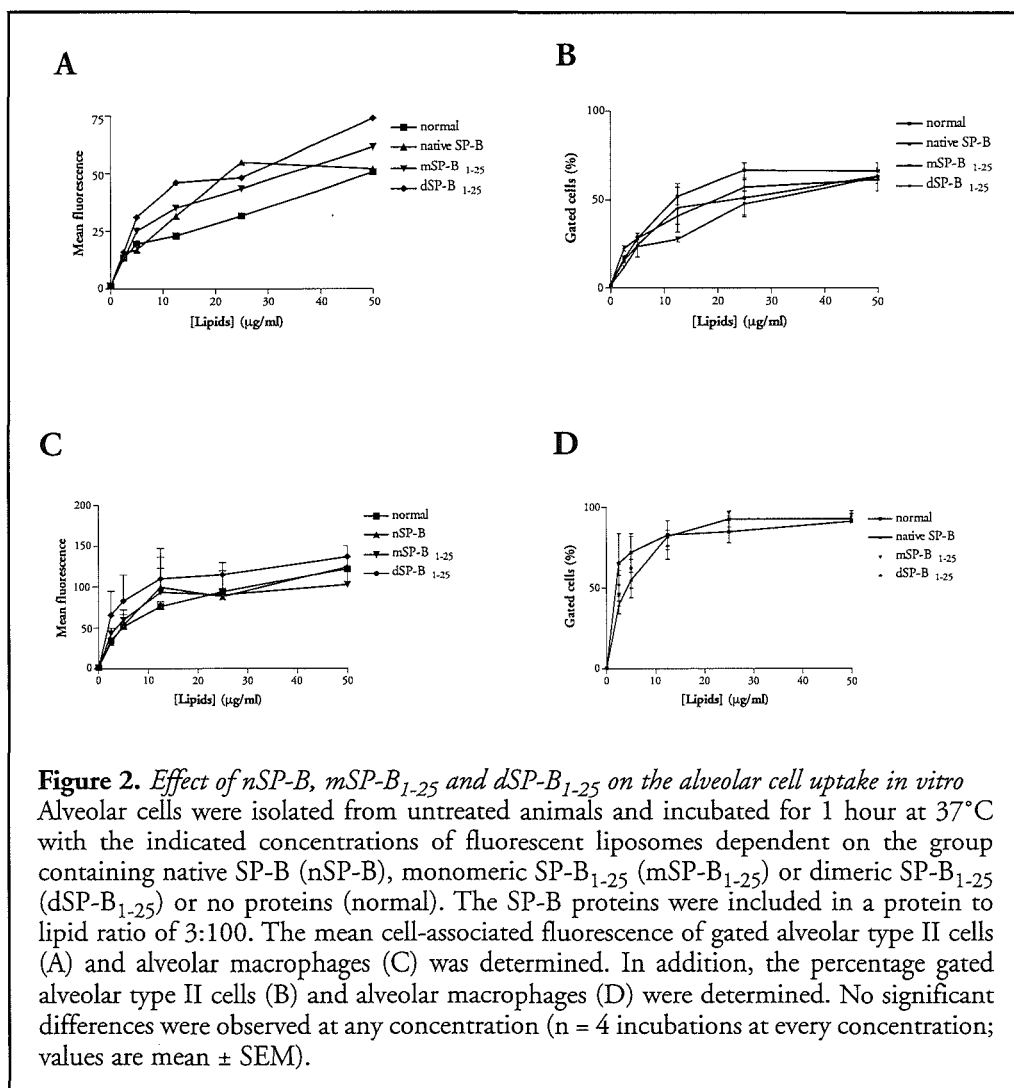 A
75
50
25
0
Mean fluorescence
0 10 20 30 40 50
[Lipids] (µg/ml)
normal
native SP-B
mSP-B 1-25
dSP-B 1-25
B
100
50
0
Gated cells (%)
0 10 20 30 40 50
[Lipids] (µg/ml)
normal
native SP-B
mSP-B 1-25
dSP-B 1-25
C
200
150
100
50
0
Mean fluorescence
0 10 20 30 40 50
[Lipids] (µg/ml)
normal
nSP-B
mSP-B 1-25
dSP-B 1-25
D
100
50
0
Gated cells (%)
0 10 20 30 40 50
[Lipids] (µg/ml)
normal
native SP-B
mSP-B 1-25
dSP-B 1-25
Figure 2. Effect of nSP-B, mSP-B1-25 and dSP-B1-25 on the alveolar cell uptake in vitro
Alveolar cells were isolated from untreated animals and incubated for 1 hour at 37°C
with the indicated concentrations of fluorescent liposomes dependent on the group
containing native SP-B (nSP-B), monomeric SP-B1-25 (mSP-B1-25) or dimeric SP-B1-25
(dSP-B1-25) or no proteins (normal). The SP-B proteins were included in a protein to
lipid ratio of 3:100. The mean cell-associated fluorescence of gated alveolar type II cells
(A) and alveolar macrophages (C) was determined. In addition, the percentage gated
alveolar type II cells (B) and alveolar macrophages (D) were determined. No significant
differences were observed at any concentration (n = 4 incubations at every concentration;
values are mean ± SEM).